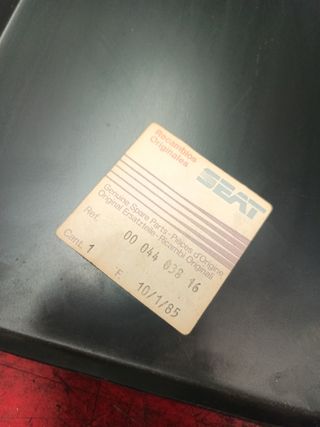 Recambios
Originales
SEAT
Genuine Spare Parts-Pièces d'Origine
Original Ersatzteile-Ricambi Originali
Ref. 00 044 038 16
Cant. 1 F. 10/1/85